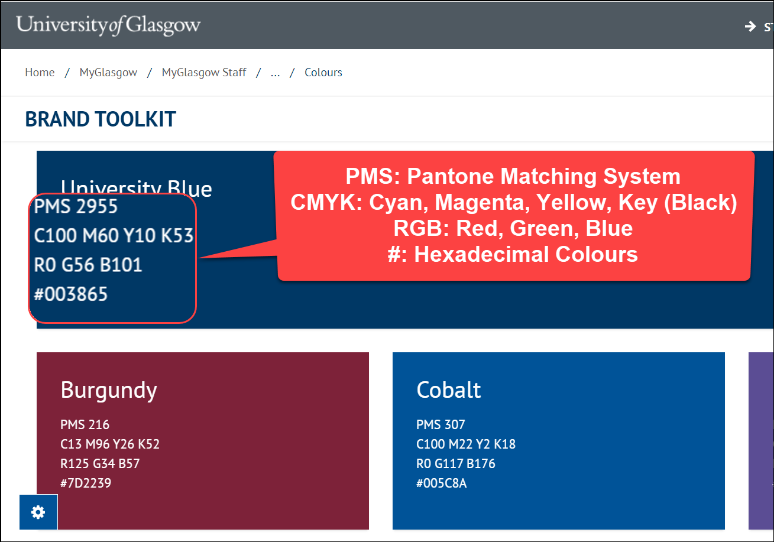 University of Glasgow
Home / MyGlasgow / MyGlasgow Staff / ... / Colours
BRAND TOOLKIT
University Blue
PMS 2955
C100 M60 Y10 K53
R0 G56 B101
#003865
PMS: Pantone Matching System
CMYK: Cyan, Magenta, Yellow, Key (Black)
RGB: Red, Green, Blue
#: Hexadecimal Colours
Burgundy
PMS 216
C13 M96 Y26 K52
R125 G34 B57
#7D2239
Cobalt
PMS 307
C100 M22 Y2 K18
R0 G117 B176
#005C8A